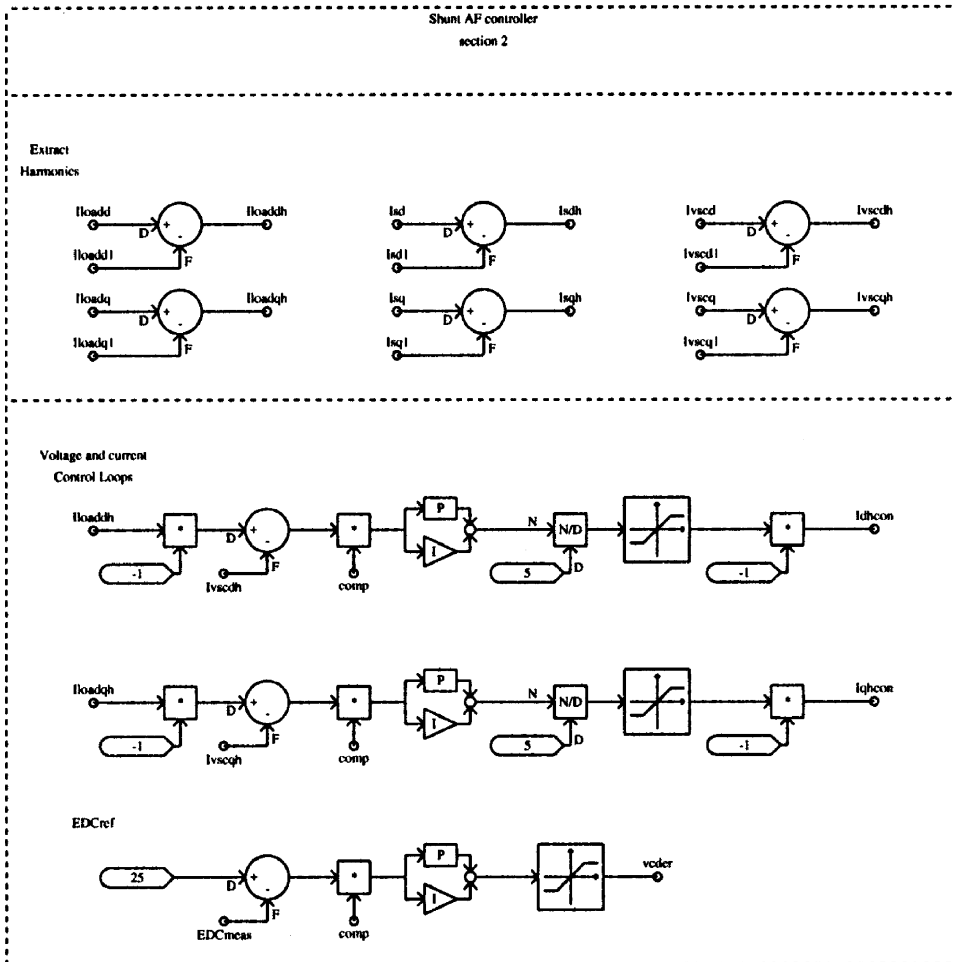 Shunt AF controller
section 2
Extract
Harmonics
Iloadd + - Iloaddh
D
Iloadd1 F
Isd + - Isdh
D
Isd1 F
Ivscd + - Ivscdh
D
Ivscd1 F
Iloadq + - Iloadqh
D
Iloadq1 F
Isq + - Isqh
D
Isq1 F
Ivscq + - Ivscqh
D
Ivscq1 F
Voltage and current
Control Loops
Iloaddh * + - * P N N/D * Idhcon
D I
-1 F 5 D -1
Ivscdh comp
Iloadqh * + - * P N N/D * Iqhcon
D I
-1 F 5 D -1
Ivscqh comp
EDCref
25 + - * P vcder
D I
F
EDCmeas comp